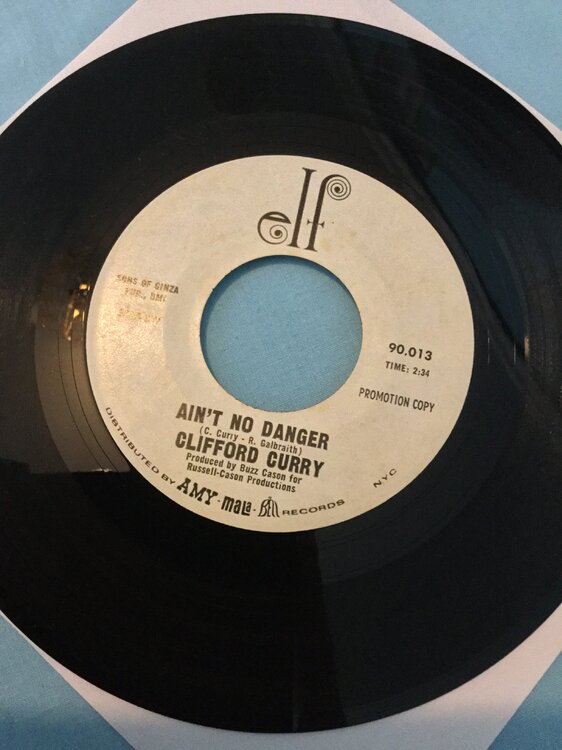 elf
SONS OF GINZA
PUB., BMI
90,013
TIME: 2:34
PROMOTION COPY
AIN'T NO DANGER
(C. Curry - R. Galbraith)
CLIFFORD CURRY
Produced by Buzz Cason for
Russell-Cason Productions
DISTRIBUTED BY AMY - mala - BELL RECORDS NYC